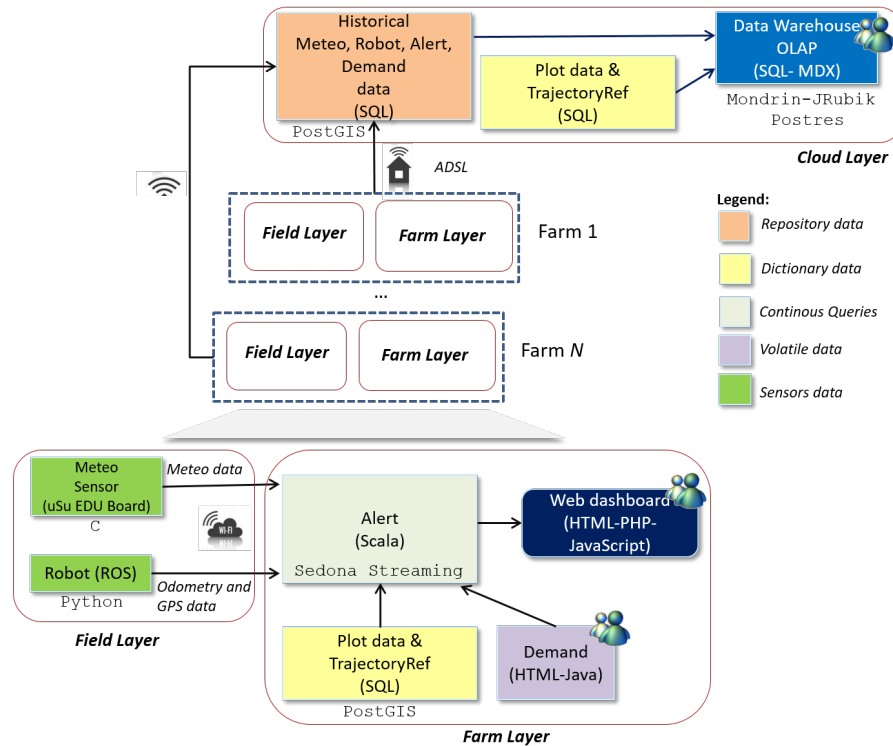 Historical
Meteo, Robot, Alert,
Demand
data
(SQL)
PostGIS
Plot data &
TrajectoryRef
(SQL)
Data Warehouse
OLAP
(SQL- MDX)
Mondrin-JRubik
Postres
Cloud Layer
ADSL
Field Layer
Farm Layer
Farm 1
...
Field Layer
Farm Layer
Farm N
Legend:
Repository data
Dictionary data
Continous Queries
Volatile data
Sensors data
Meteo
Sensor
(uSu EDU Board)
C
Meteo data
WI-FI
Robot (ROS)
Python
Odometry and
GPS data
Field Layer
Alert
(Scala)
Sedona Streaming
Web dashboard
(HTML-PHP-
JavaScript)
Plot data &
TrajectoryRef
(SQL)
PostGIS
Demand
(HTML-Java)
Farm Layer